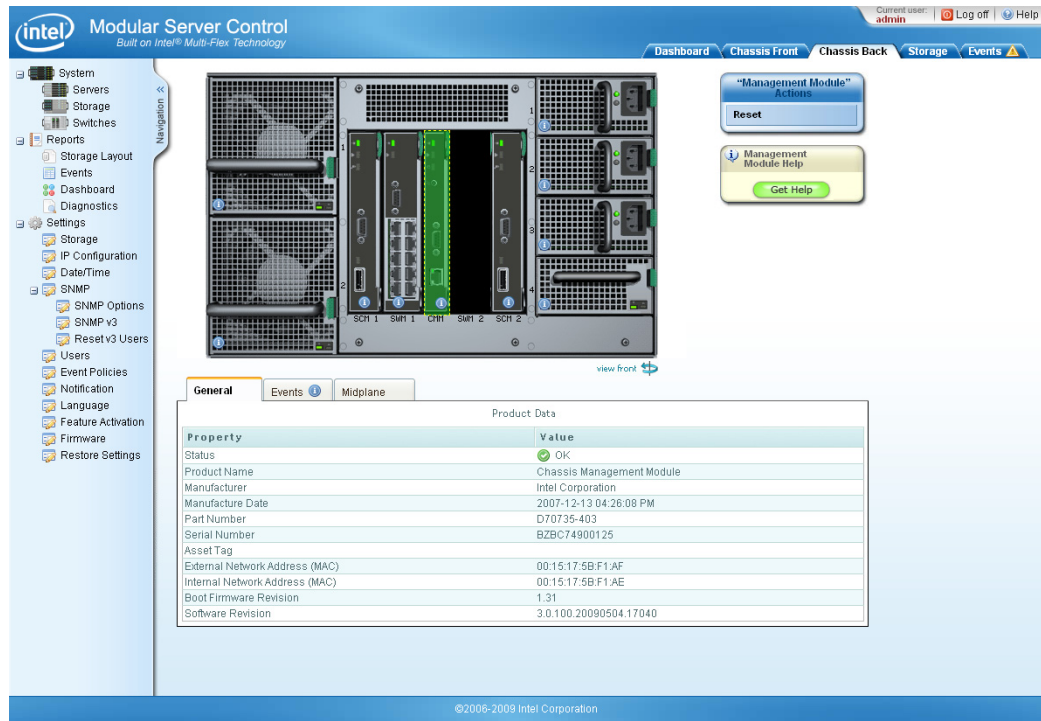 intel
Modular Server Control
Built on Intel® Multi-Flex Technology
Current user:
admin
Log off
Help
Dashboard
Chassis Front
Chassis Back
Storage
Events
System
Servers
Storage
Switches
Reports
Storage Layout
Events
Dashboard
Diagnostics
Settings
Storage
IP Configuration
Date/Time
SNMP
SNMP Options
SNMP v3
Reset v3 Users
Users
Event Policies
Notification
Language
Feature Activation
Firmware
Restore Settings
«
Navigation
1
2
1
2
3
4
SCM 1 SWM 1 CMM SWM 2 SCM 2
view front
"Management Module"
Actions
Reset
Management
Module Help
Get Help
General
Events
Midplane
Product Data
Property Value
Status OK
Product Name Chassis Management Module
Manufacturer Intel Corporation
Manufacture Date 2007-12-13 04:26:08 PM
Part Number D70735-403
Serial Number BZBC74900125
Asset Tag
External Network Address (MAC) 00:15:17:5B:F1:AF
Internal Network Address (MAC) 00:15:17:5B:F1:AE
Boot Firmware Revision 1.31
Software Revision 3.0.100.20090504.17040
©2006-2009 Intel Corporation